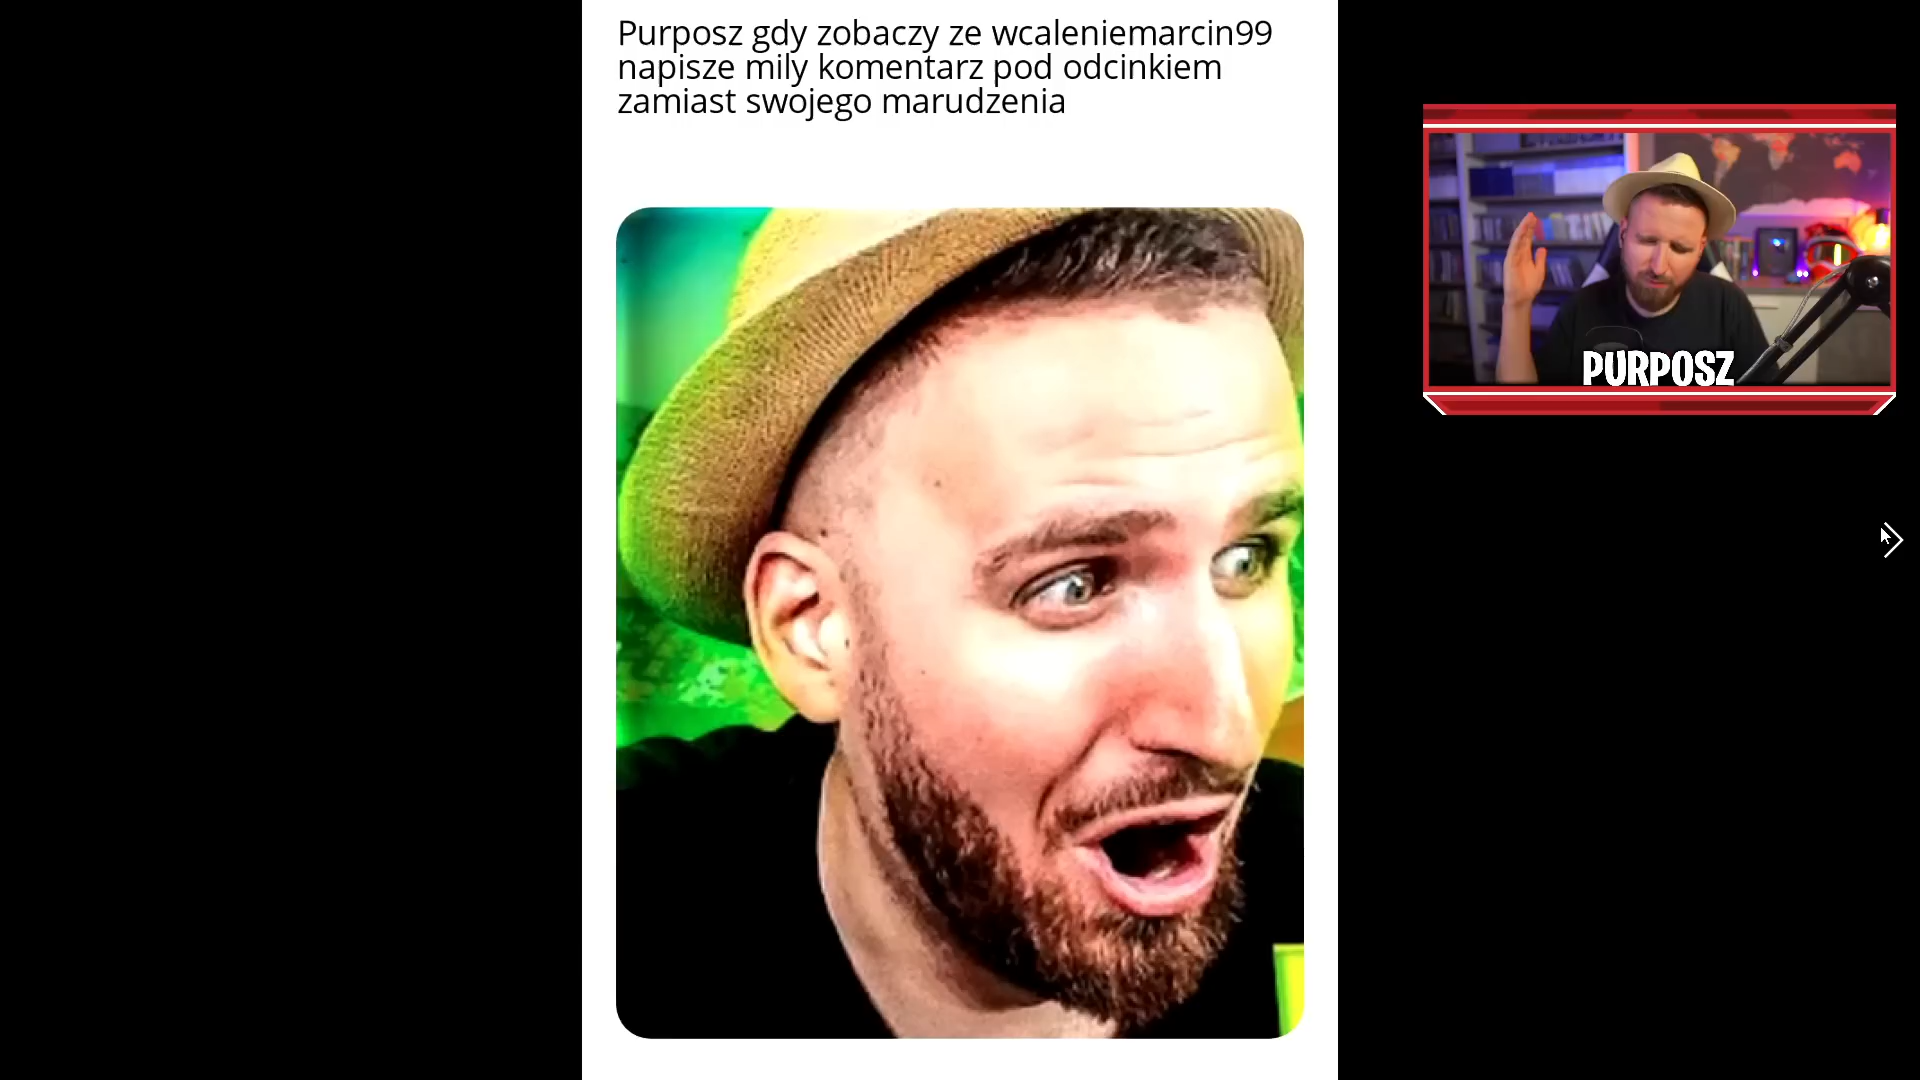 Purposz gdy zobaczy ze wcaleniemarcin99
napisze mily komentarz pod odcinkiem
zamiast swojego marudzenia
PURPOSZ